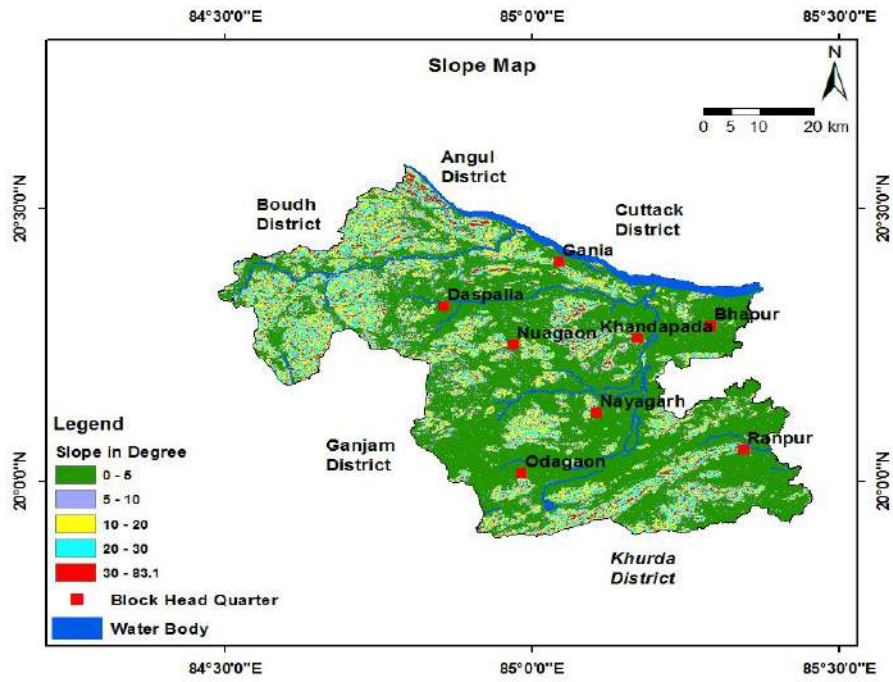 84°30'0"E 85°0'0"E 85°30'0"E
Slope Map
N
0 5 10 20 km
Angul
District
Boudh
District
Cuttack
District
20°30'0"N
20°30'0"N
Gania
Daspalla
Bhapur
Khandapada
Nuagaon
Nayagarh
Ganjam
District
Ranpur
Odagaon
20°0'0"N
20°0'0"N
Khurda
District
Legend
Slope in Degree
0 - 5
5 - 10
10 - 20
20 - 30
30 - 83.1
Block Head Quarter
Water Body
84°30'0"E 85°0'0"E 85°30'0"E